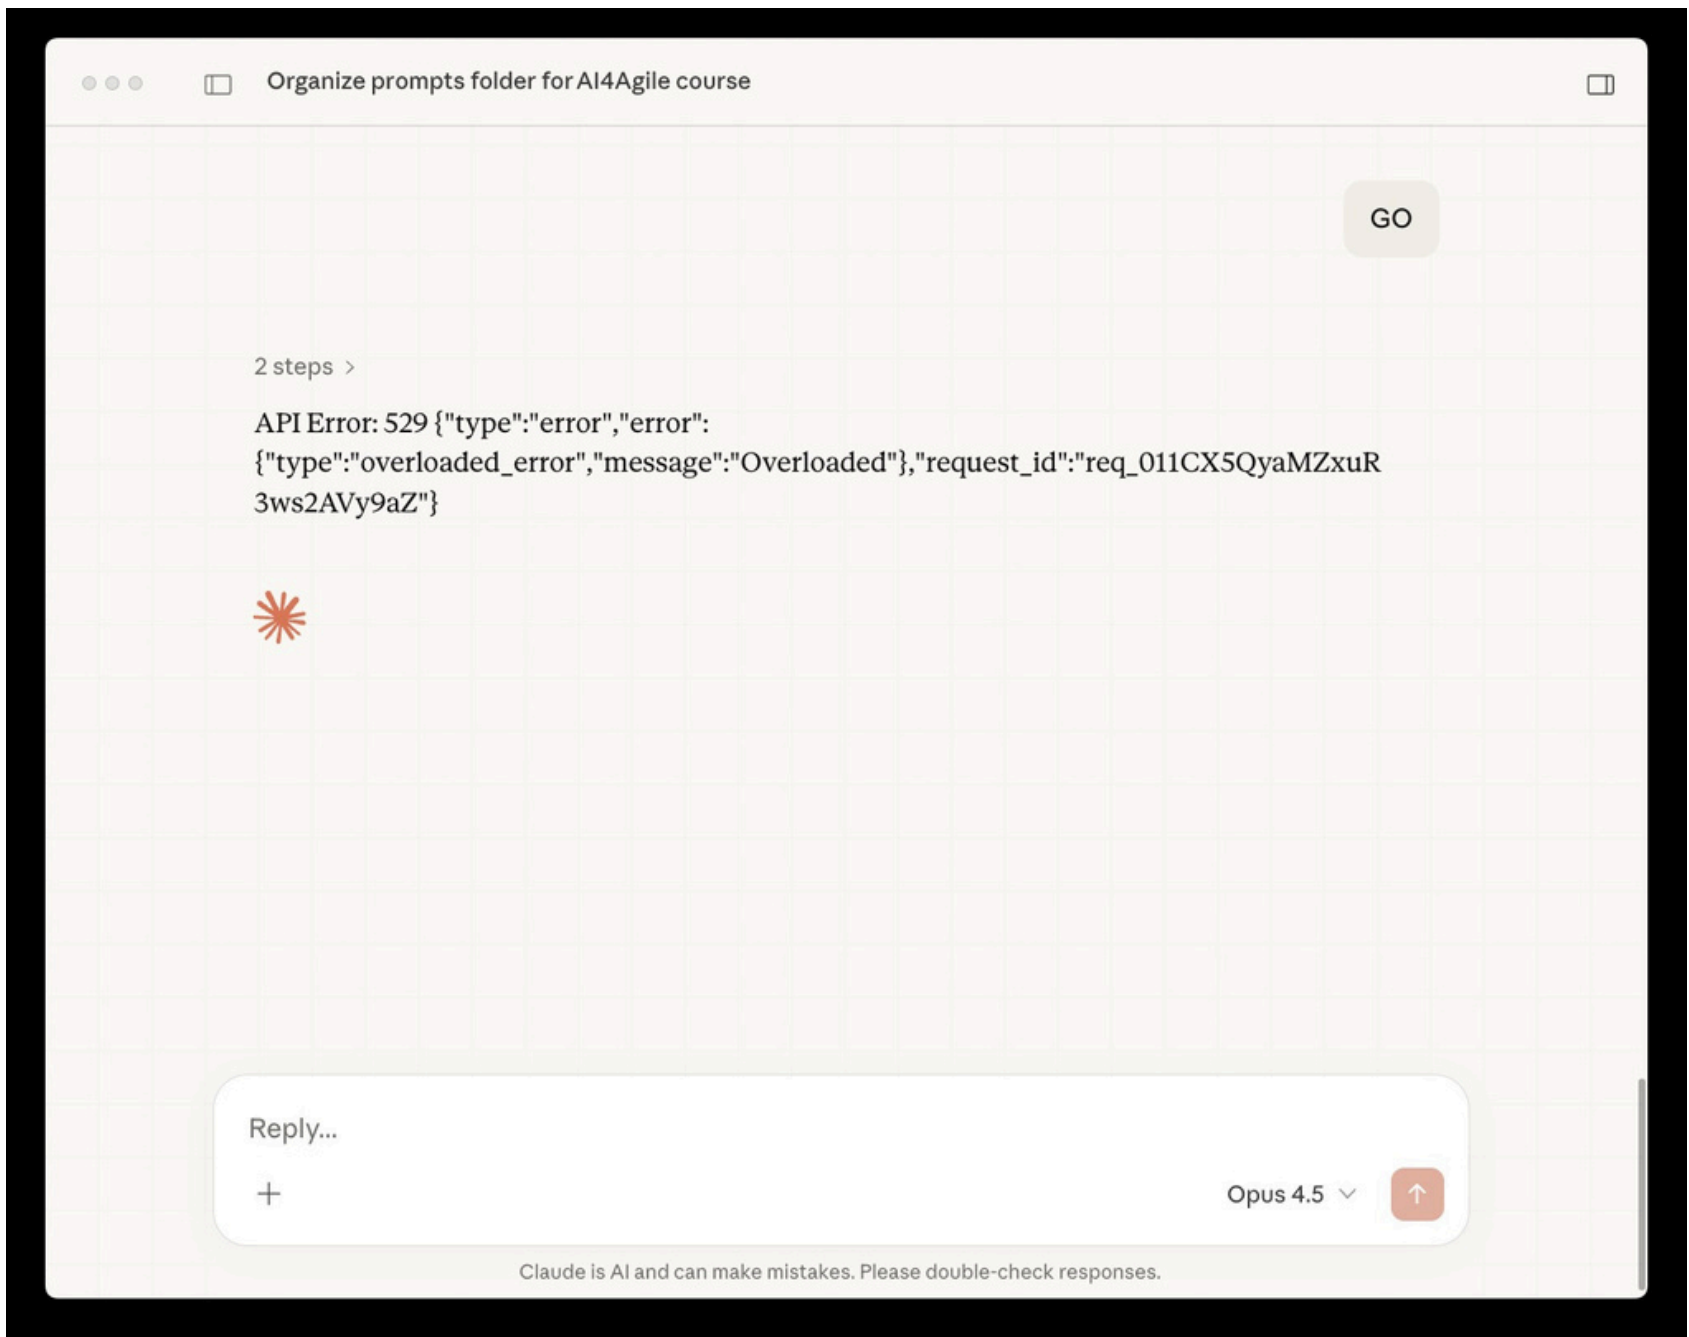 Organize prompts folder for AI4Agile course
GO
2 steps >
API Error: 529 {"type":"error","error":
{"type":"overloaded_error","message":"Overloaded"},"request_id":"req_011CX5QyaMZxuR
3ws2AVy9aZ"}
Reply...
Opus 4.5
Claude is AI and can make mistakes. Please double-check responses.